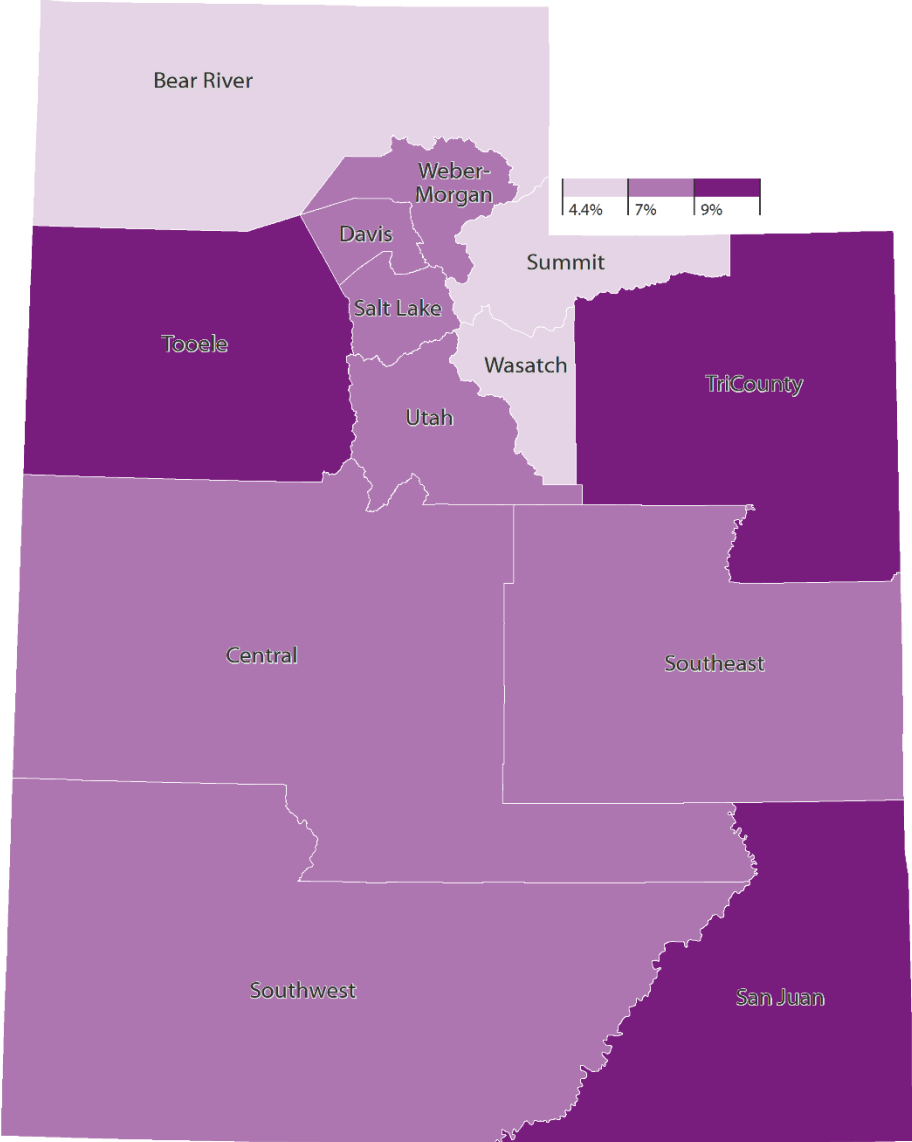 Bear River
Weber-
Morgan
4.4%
7%
9%
Davis
Summit
Salt Lake
Tooele
Wasatch
TriCounty
Utah
Central
Southeast
Southwest
San Juan